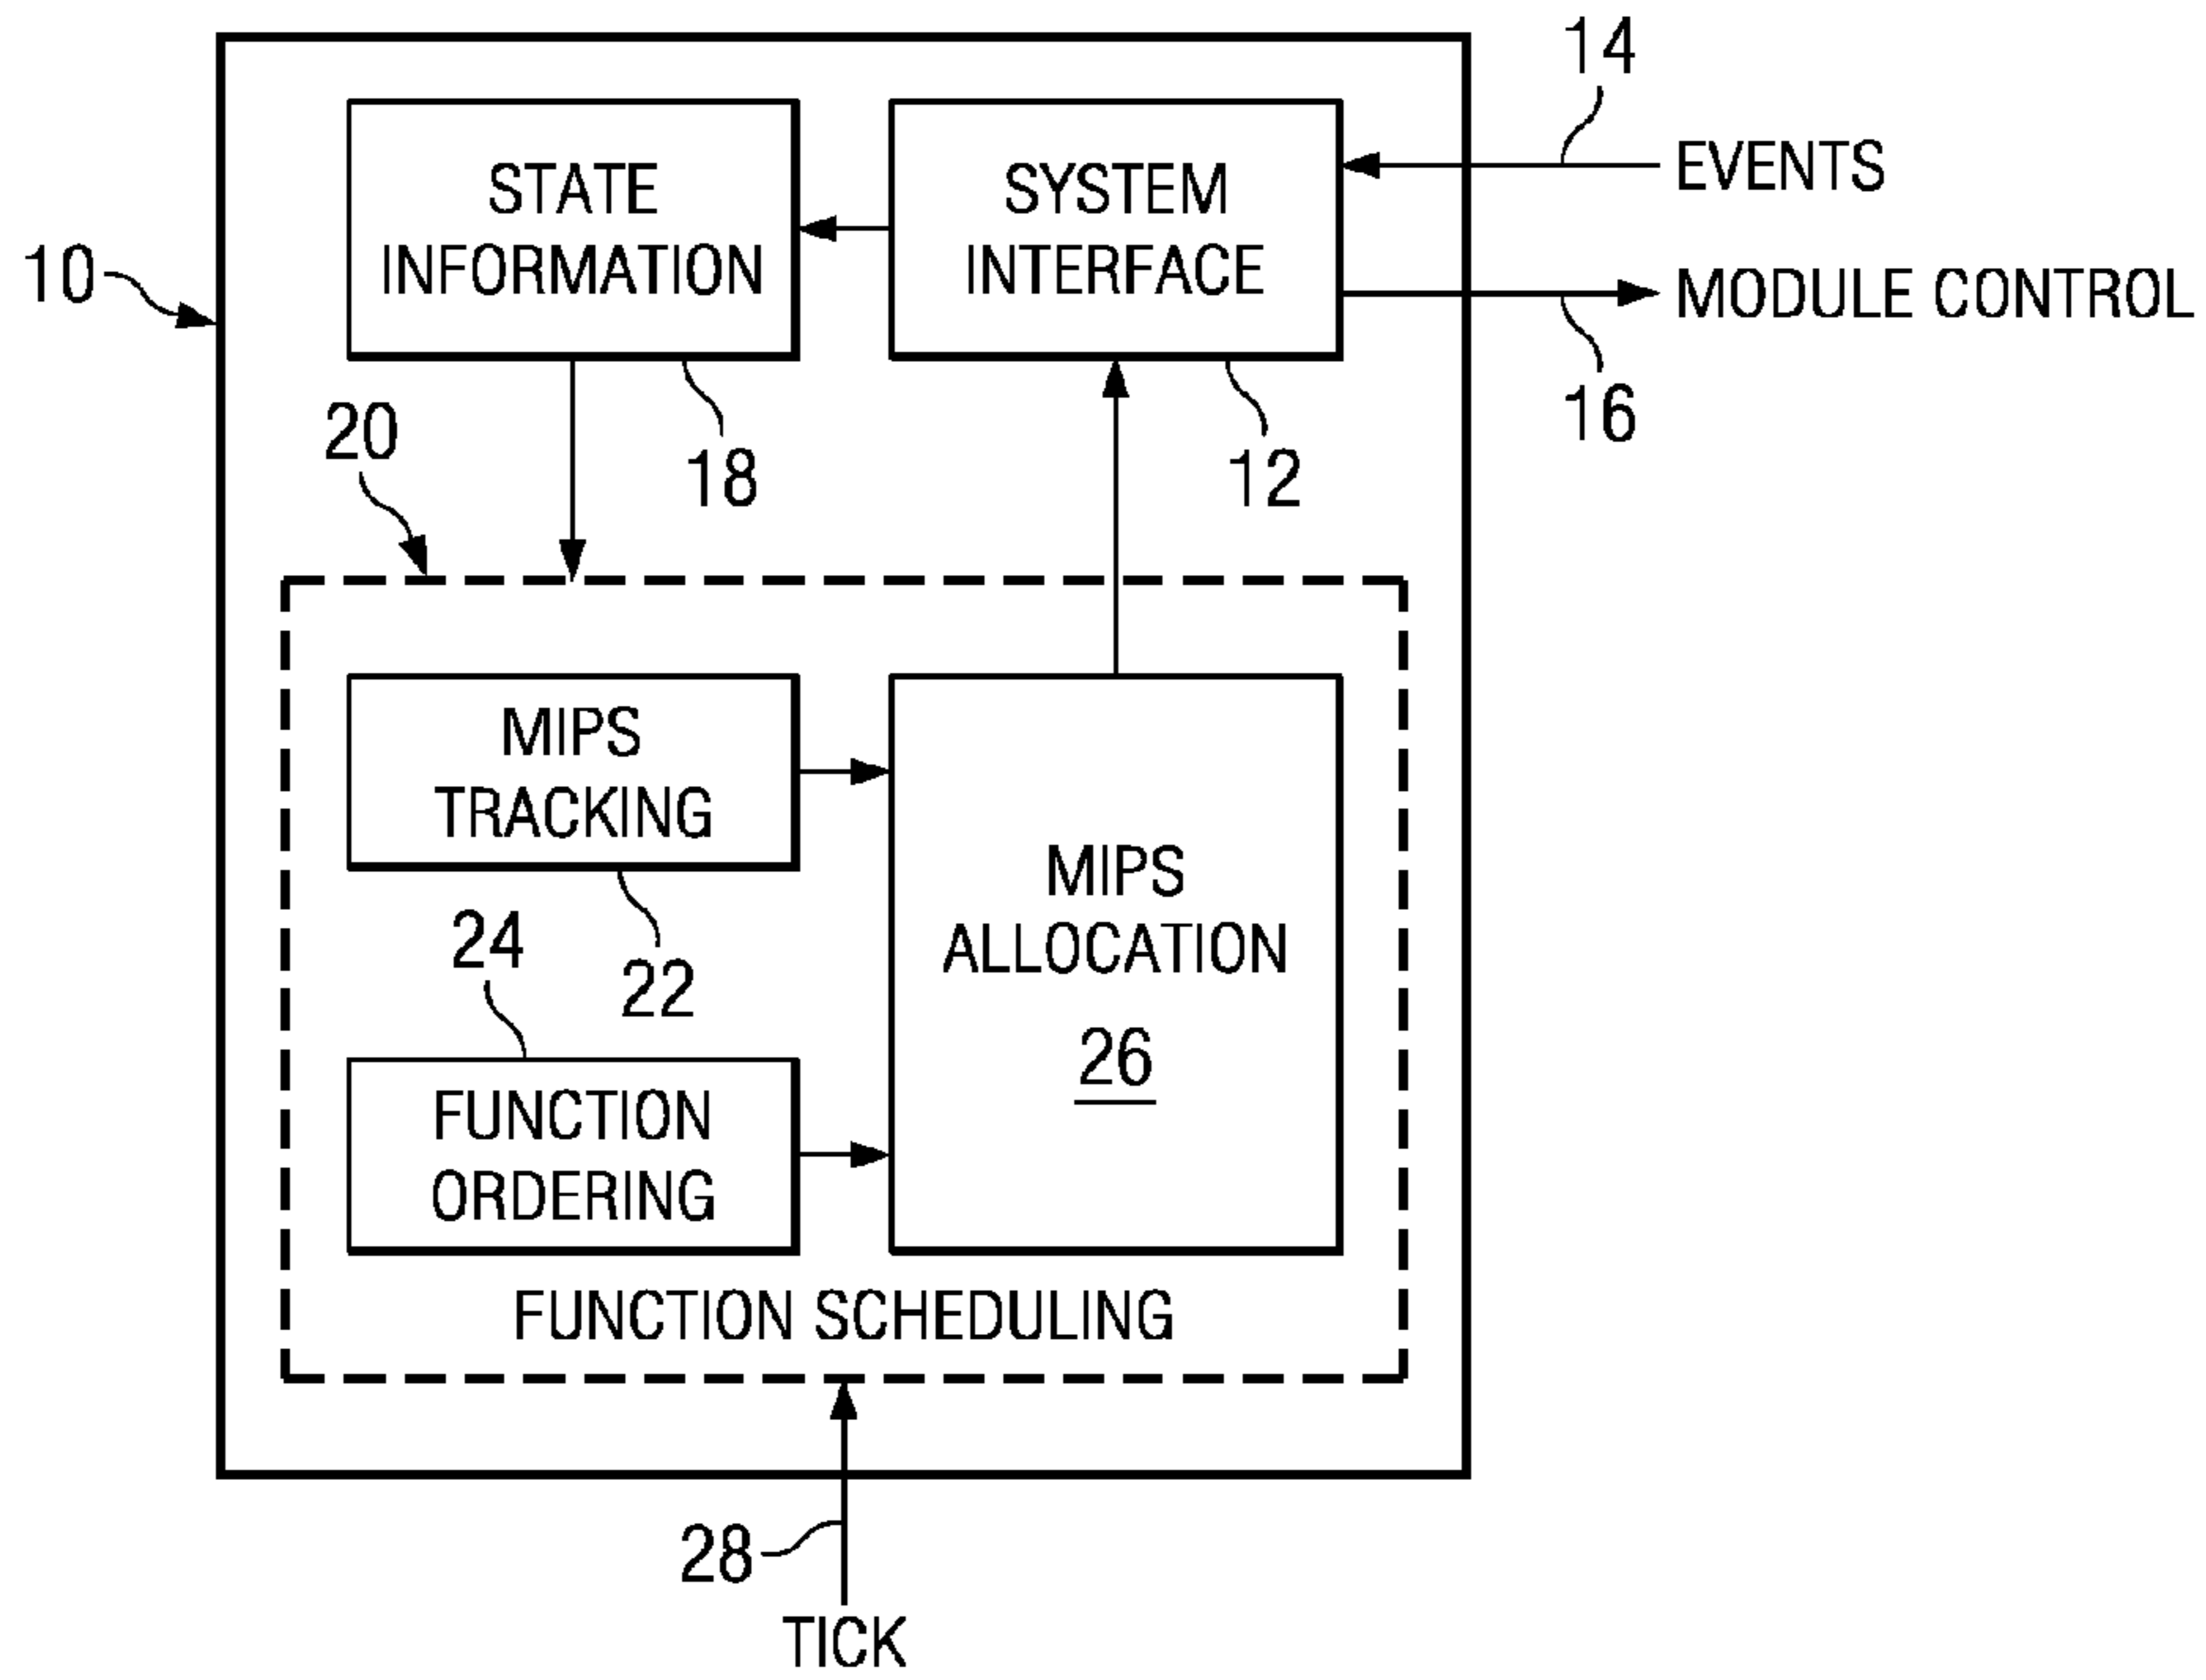 14
STATE
INFORMATION
SYSTEM
INTERFACE
EVENTS
10
MODULE CONTROL
16
20
18
12
MIPS
TRACKING
MIPS
ALLOCATION
26
24
22
FUNCTION
ORDERING
FUNCTION SCHEDULING
28
TICK